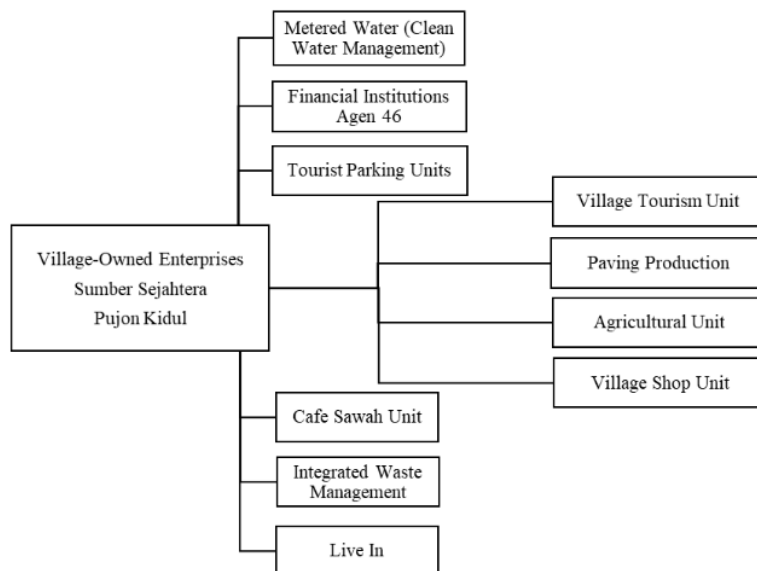 Metered Water (Clean
Water Management)
Financial Institutions
Agen 46
Tourist Parking Units
Village Tourism Unit
Village-Owned Enterprises
Sumber Sejahtera
Pujon Kidul
Paving Production
Agricultural Unit
Village Shop Unit
Cafe Sawah Unit
Integrated Waste
Management
Live In